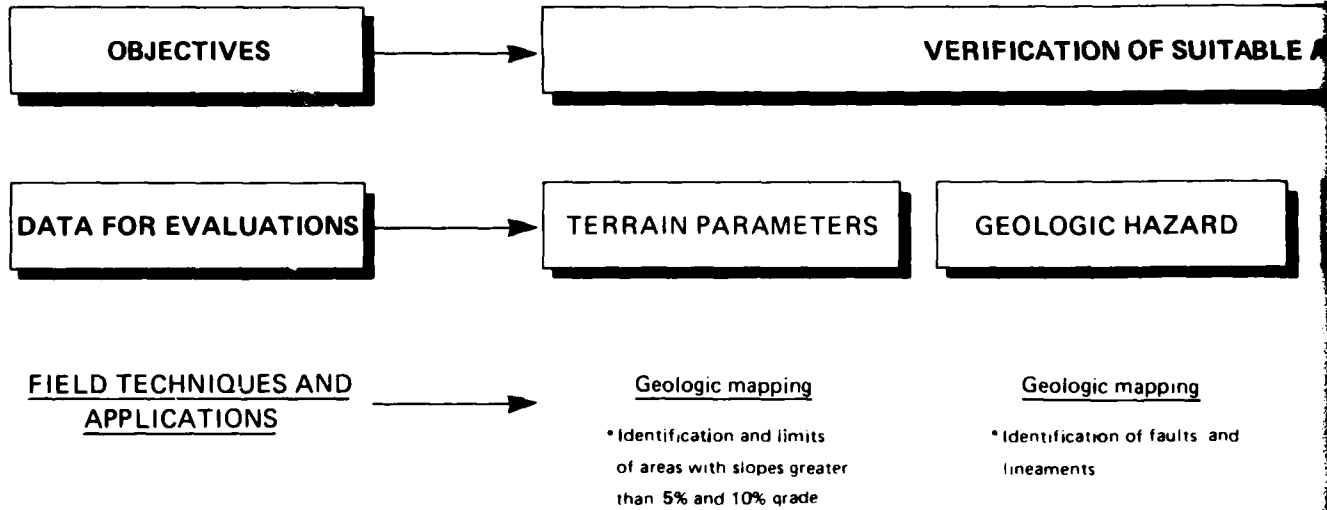 OBJECTIVES
VERIFICATION OF SUITABLE
DATA FOR EVALUATIONS
TERRAIN PARAMETERS
GEOLOGIC HAZARD
FIELD TECHNIQUES AND
APPLICATIONS
Geologic mapping
• Identification and limits
of areas with slopes greater
than 5% and 10% grade
Geologic mapping
• Identification of faults and
lineaments